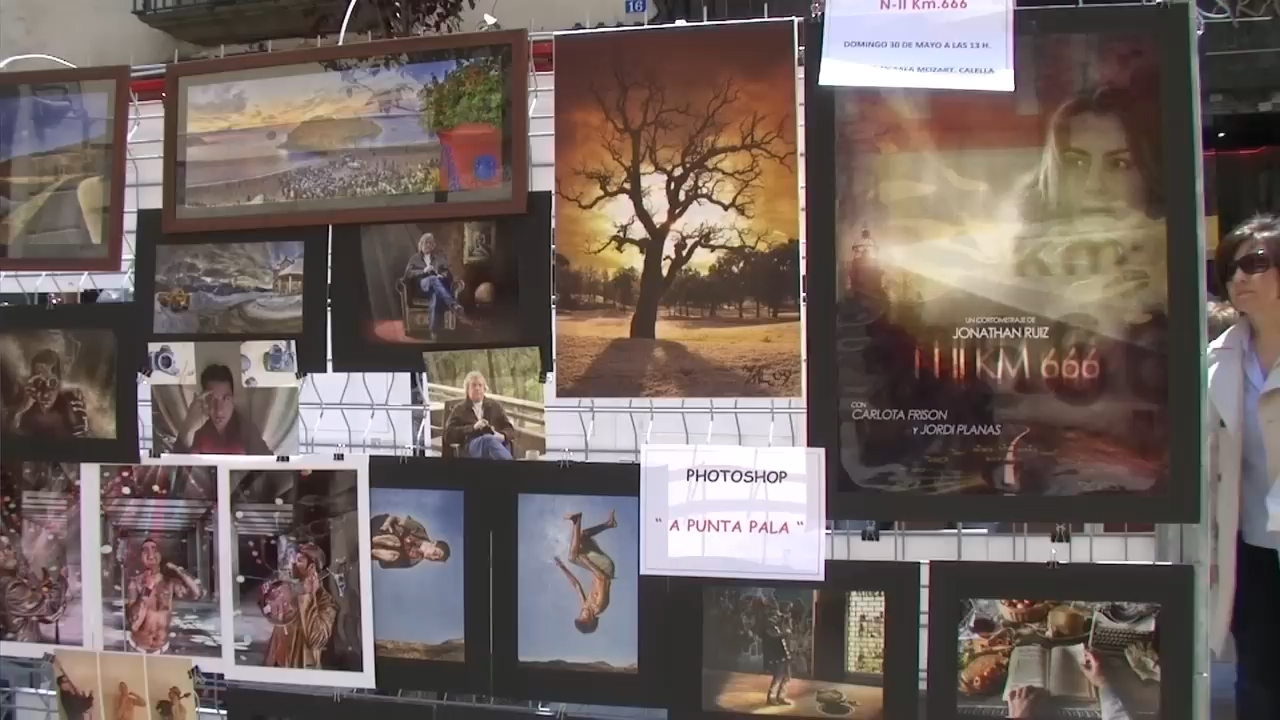 16
N-II Km.666
DOMINGO 30 DE MAYO A LAS 13 H.
MOZART. CALELLA
UN CORTOMETRAJE DE
JONATHAN RUIZ
N II KM 666
CON
CARLOTA FRISON
Y JORDI PLANAS
PHOTOSHOP
" A PUNTA PALA "